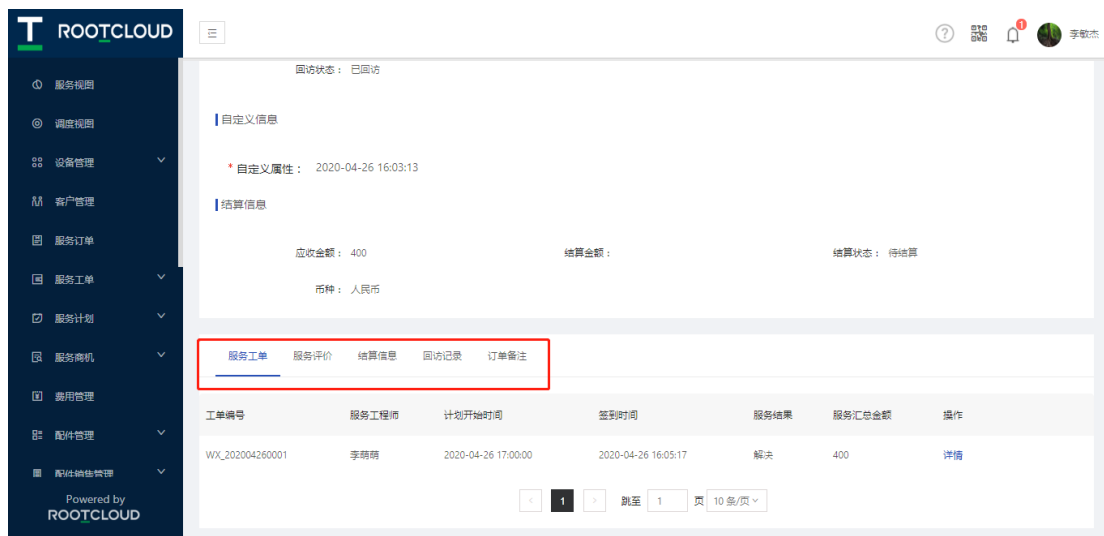 ROOTCLOUD
1
李敏杰
服务视图
调度视图
设备管理
客户管理
服务订单
服务工单
服务计划
服务商机
费用管理
配件管理
配件销售管理
Powered by
ROOTCLOUD
回访状态： 已回访
自定义信息
* 自定义属性： 2020-04-26 16:03:13
结算信息
应收金额： 400 结算金额： 结算状态： 待结算
币种： 人民币
服务工单 服务评价 结算信息 回访记录 订单备注
工单编号 服务工程师 计划开始时间 签到时间 服务结果 服务汇总金额 操作
WX_202004260001 李萌萌 2020-04-26 17:00:00 2020-04-26 16:05:17 解决 400 详情
< 1 > 跳至 1 页 10 条/页